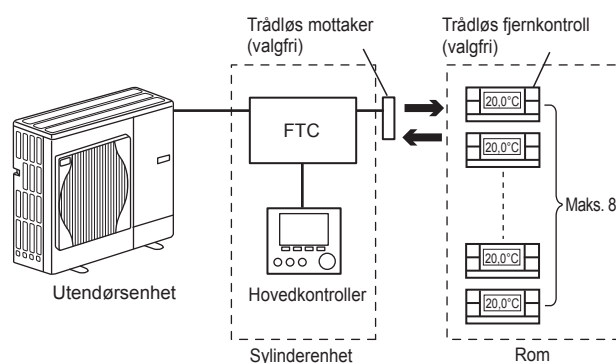 Trådløs mottaker
(valgfri)
Trådløs fjernkontroll
(valgfri)
FTC
20,0°C
20,0°C
20,0°C
20,0°C
Maks. 8
Utendørsenhet
Hovedkontroller
Sylinderenhet
Rom